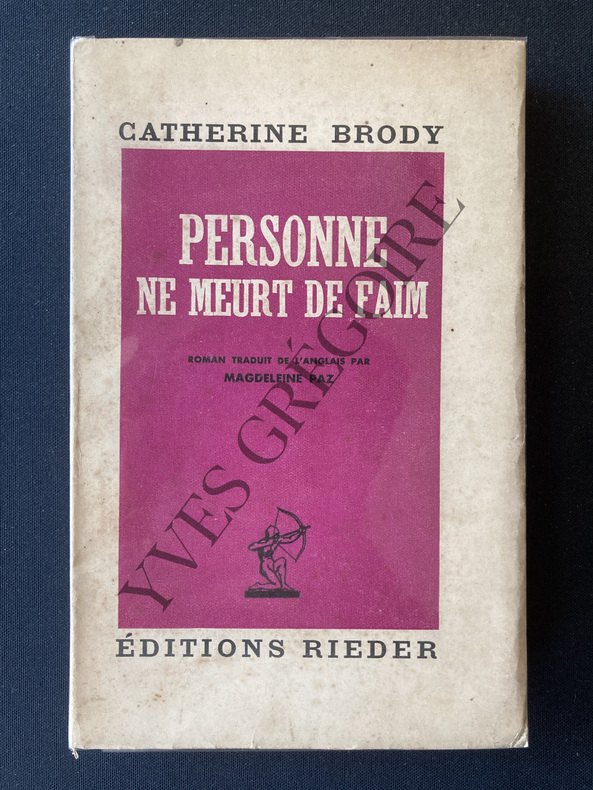 CATHERINE BRODY
PERSONNE
NE MEURT DE FAIM
ROMAN TRADUIT DE L'ANGLAIS PAR
MAGDELEINE PAZ
YVES GRÉGOIRE
ÉDITIONS RIEDER